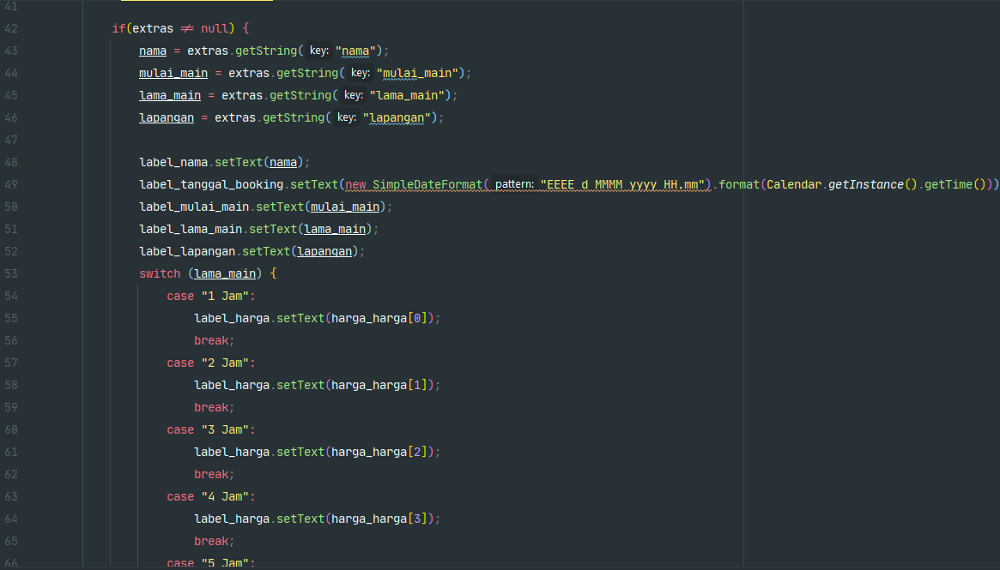 41
42 if(extras ≠ null) {
43 nama = extras.getString( key: "nama");
44 mulai_main = extras.getString( key: "mulai_main");
45 lama_main = extras.getString( key: "lama_main");
46 lapangan = extras.getString( key: "lapangan");
47
48 label_nama.setText(nama);
49 label_tanggal_booking.setText(new SimpleDateFormat( pattern: "EEEE d MMMM yyyy HH.mm").format(Calendar.getInstance().getTime()))
50 label_mulai_main.setText(mulai_main);
51 label_lama_main.setText(lama_main);
52 label_lapangan.setText(lapangan);
53 switch (lama_main) {
54 case "1 Jam":
55 label_harga.setText(harga_harga[0]);
56 break;
57 case "2 Jam":
58 label_harga.setText(harga_harga[1]);
59 break;
60 case "3 Jam":
61 label_harga.setText(harga_harga[2]);
62 break;
63 case "4 Jam":
64 label_harga.setText(harga_harga[3]);
65 break;
66 case "5 Jam":